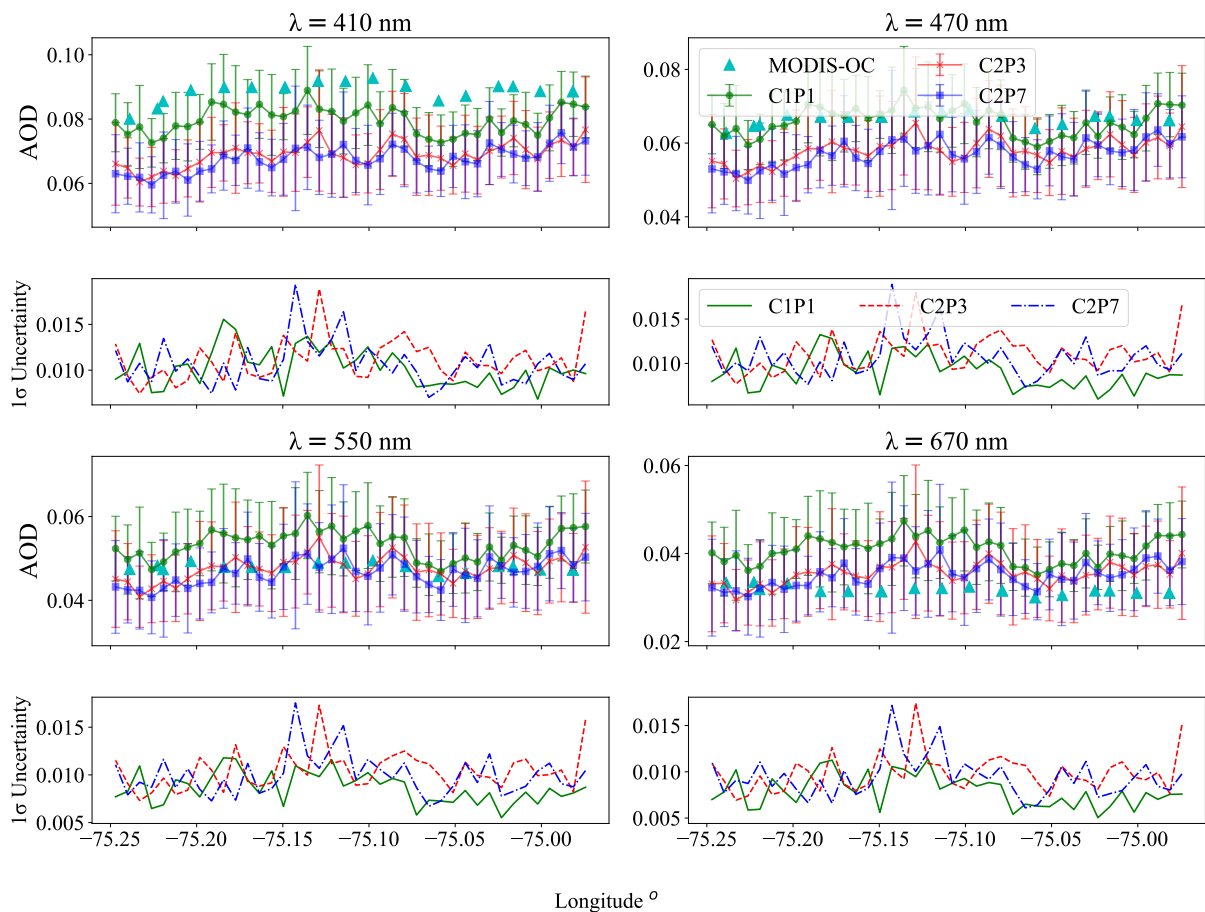 λ = 410 nm
λ = 470 nm
AOD
0.10
0.08
0.06
0.08
0.06
0.04
MODIS-OC
C1P1
C2P3
C2P7
1σ Uncertainty
0.015
0.010
0.015
0.010
C1P1
C2P3
C2P7
λ = 550 nm
λ = 670 nm
AOD
0.06
0.04
0.06
0.04
0.02
1σ Uncertainty
0.015
0.010
0.005
0.015
0.010
0.005
−75.25 −75.20 −75.15 −75.10 −75.05 −75.00
−75.25 −75.20 −75.15 −75.10 −75.05 −75.00
Longitude o